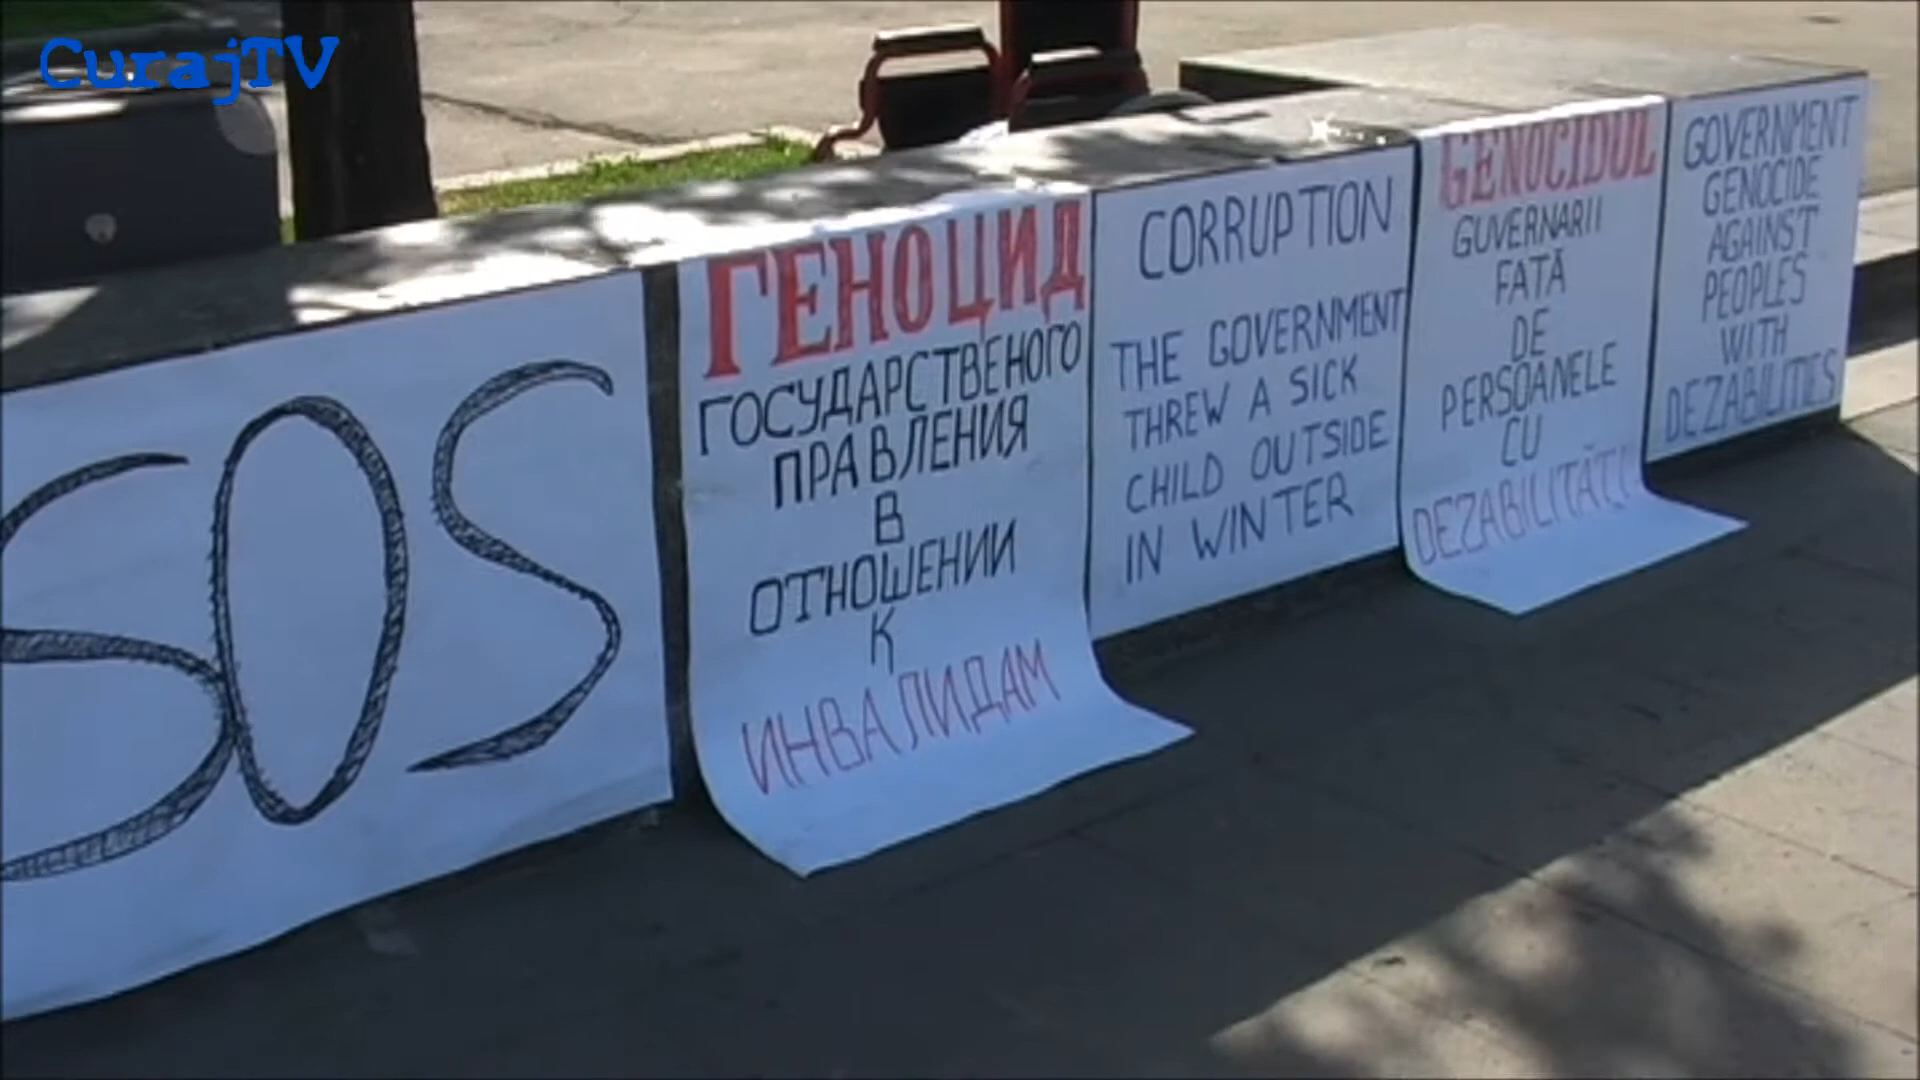 CurajTV
SOS
ГЕНОЦИД
ГОСУДАРСТВЕНОГО
ПРАВЛЕНИЯ
В
ОТНОШЕНИИ
К
ИНВАЛИДАМ
CORRUPTION
THE GOVERNMENT
THREW A SICK
CHILD OUTSIDE
IN WINTER
GENOCIDUL
GUVERNARII
FAȚĂ
DE
PERSOANELE
CU
DEZABILITĂȚI
GOVERNMENT
GENOCIDE
AGAINST
PEOPLES
WITH
DEZABILITIES